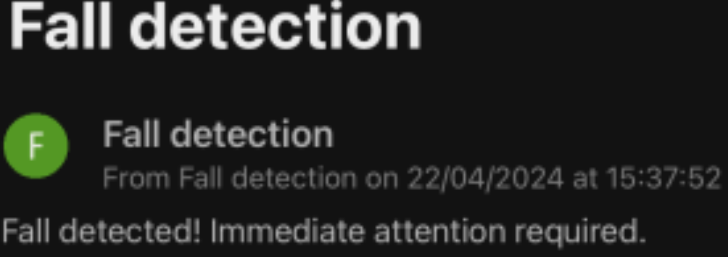 Fall detection
F
Fall detection
From Fall detection on 22/04/2024 at 15:37:52
Fall detected! Immediate attention required.